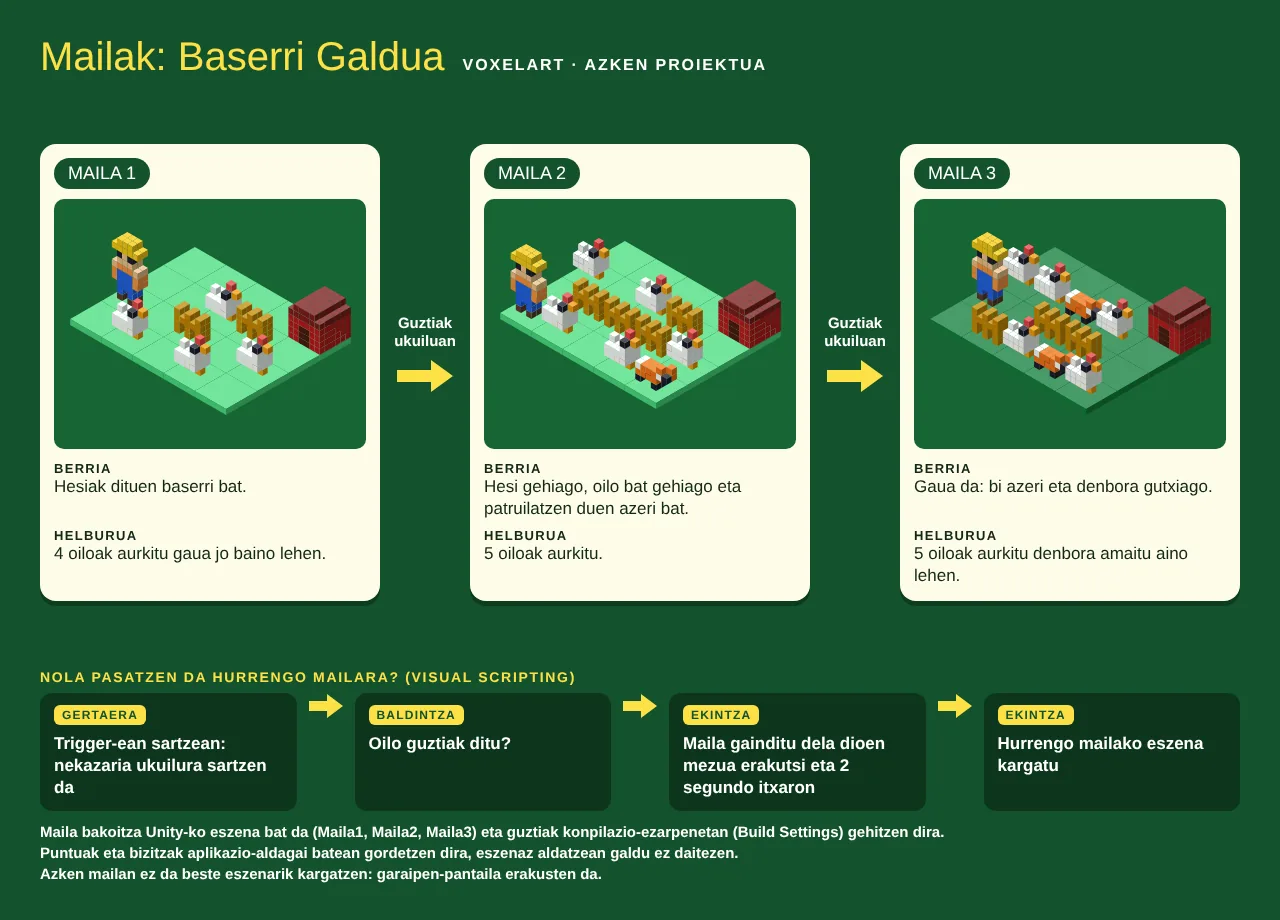 Mailak: Baserri Galdua VOXELART · AZKEN PROIEKTUA
MAILA 1
BERRIA
Hesiak dituen baserri bat.
HELBURUA
4 oiloak aurkitu gaua jo baino lehen.
Guztiak
ukuiluan
MAILA 2
BERRIA
Hesi gehiago, oilo bat gehiago eta
patruilatzen duen azeri bat.
HELBURUA
5 oiloak aurkitu.
Guztiak
ukuiluan
MAILA 3
BERRIA
Gaua da: bi azeri eta denbora gutxiago.
HELBURUA
5 oiloak aurkitu denbora amaitu aino
lehen.
NOLA PASATZEN DA HURRENGO MAILARA? (VISUAL SCRIPTING)
GERTAERA
Trigger-ean sartzean:
nekazaria ukuilura sartzen
da
BALDINTZA
Oilo guztiak ditu?
EKINTZA
Maila gainditu dela dioen
mezua erakutsi eta 2
segundo itxaron
EKINTZA
Hurrengo mailako eszena
kargatu
Maila bakoitza Unity-ko eszena bat da (Maila1, Maila2, Maila3) eta guztiak konpilazio-ezarpenetan (Build Settings) gehitzen dira.
Puntuak eta bizitzak aplikazio-aldagai batean gordetzen dira, eszenaz aldatzean galdu ez daitezen.
Azken mailan ez da beste eszenarik kargatzen: garaipen-pantaila erakusten da.